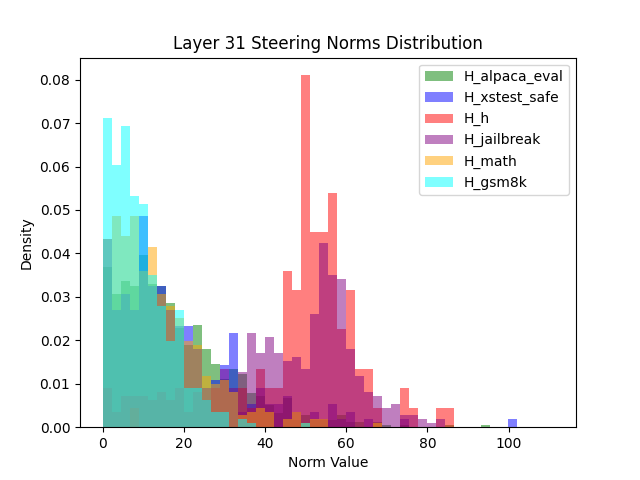 Layer 31 Steering Norms Distribution
H_alpaca_eval
H_xstest_safe
H_h
H_jailbreak
H_math
H_gsm8k
Density
0.08
0.07
0.06
0.05
0.04
0.03
0.02
0.01
0.00
0 20 40 60 80 100
Norm Value